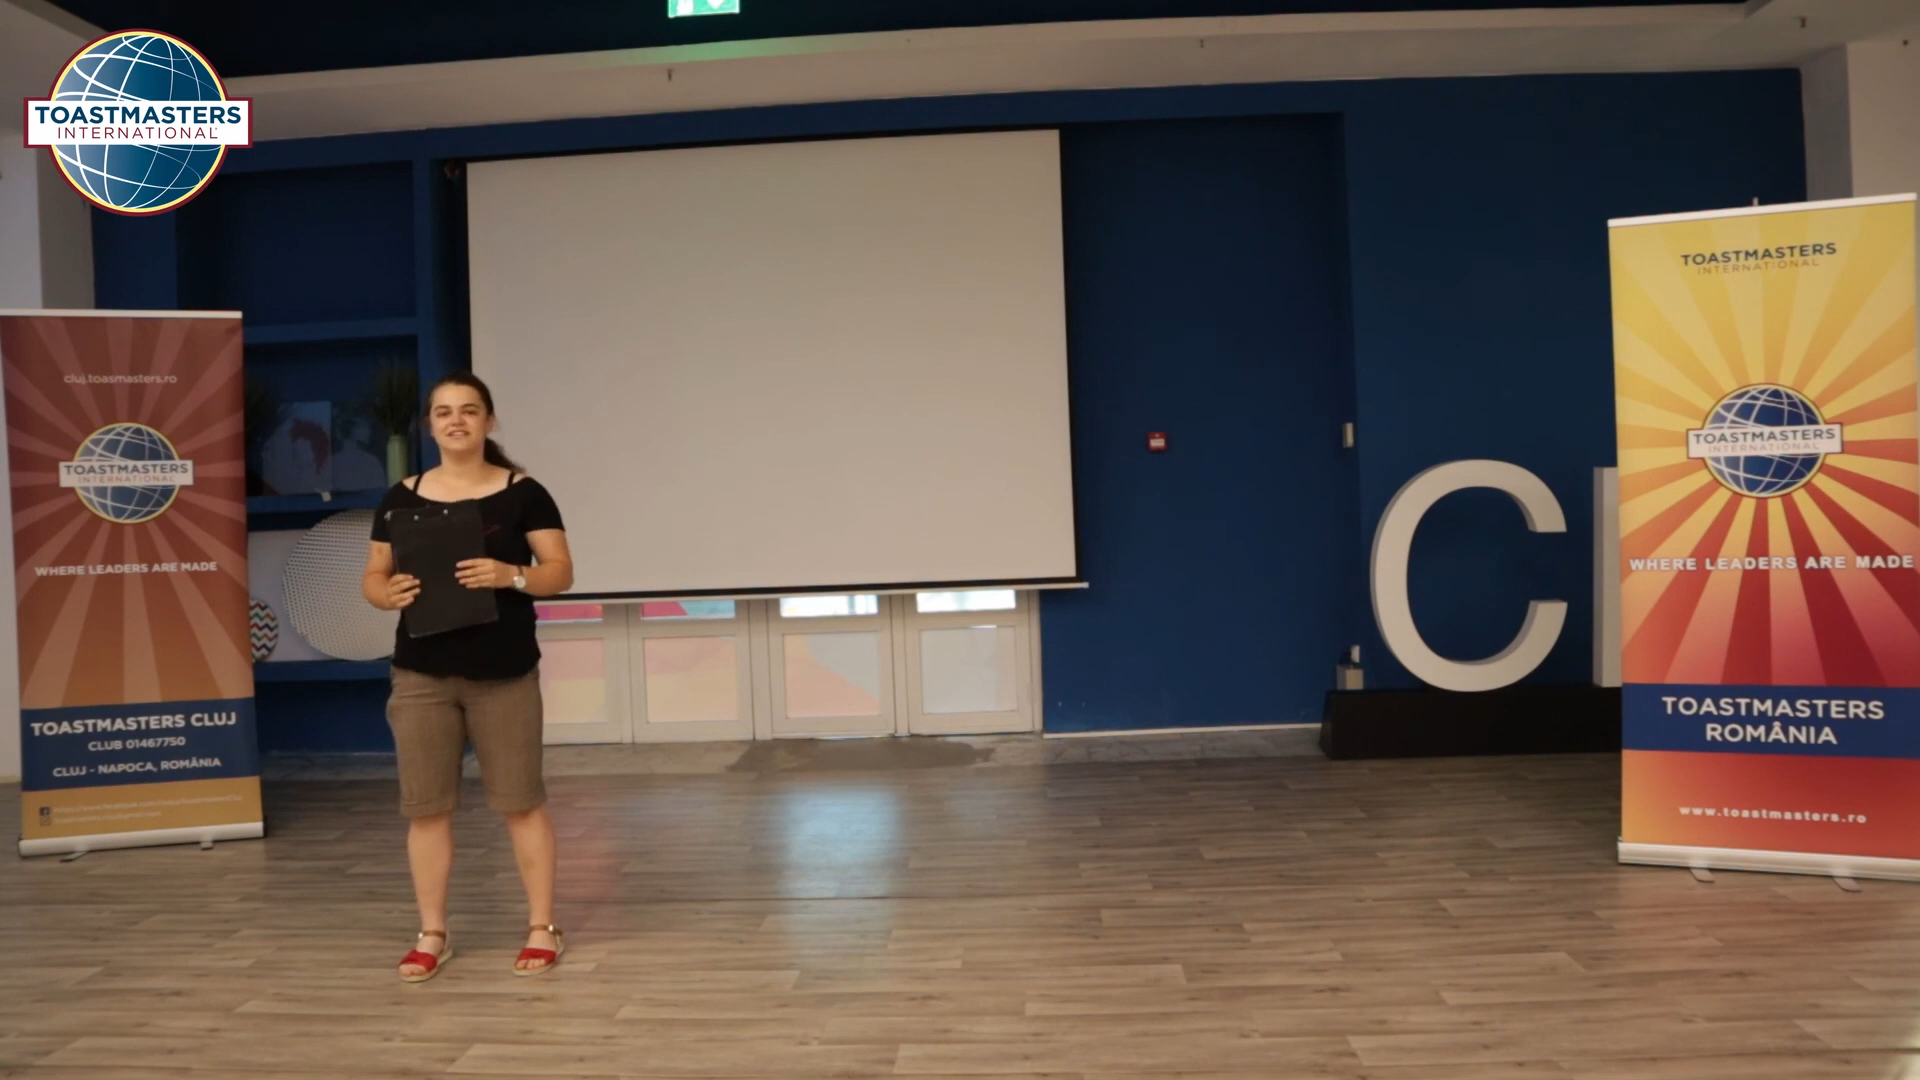 TOASTMASTERS
INTERNATIONAL
cluj.toasmasters.ro
TOASTMASTERS
INTERNATIONAL
WHERE LEADERS ARE MADE
TOASTMASTERS CLUJ
CLUB 01467750
CLUJ - NAPOCA, ROMÂNIA
C
TOASTMASTERS
INTERNATIONAL
TOASTMASTERS
INTERNATIONAL
WHERE LEADERS ARE MADE
TOASTMASTERS
ROMÂNIA
www.toastmasters.ro